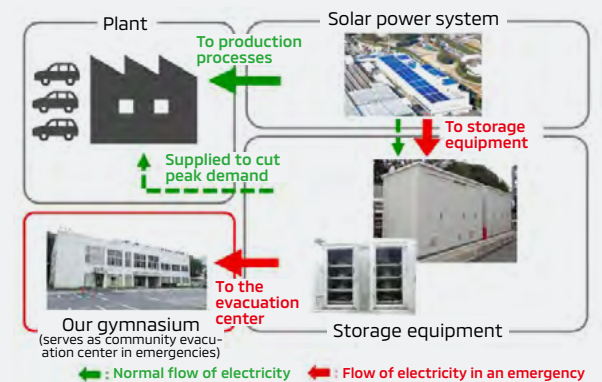 Plant
Solar power system
To production
processes
To storage
equipment
Supplied to cut
peak demand
To the
evacuation
center
Our gymnasium
(serves as community evacu-
ation center in emergencies)
Storage equipment
: Normal flow of electricity
: Flow of electricity in an emergency